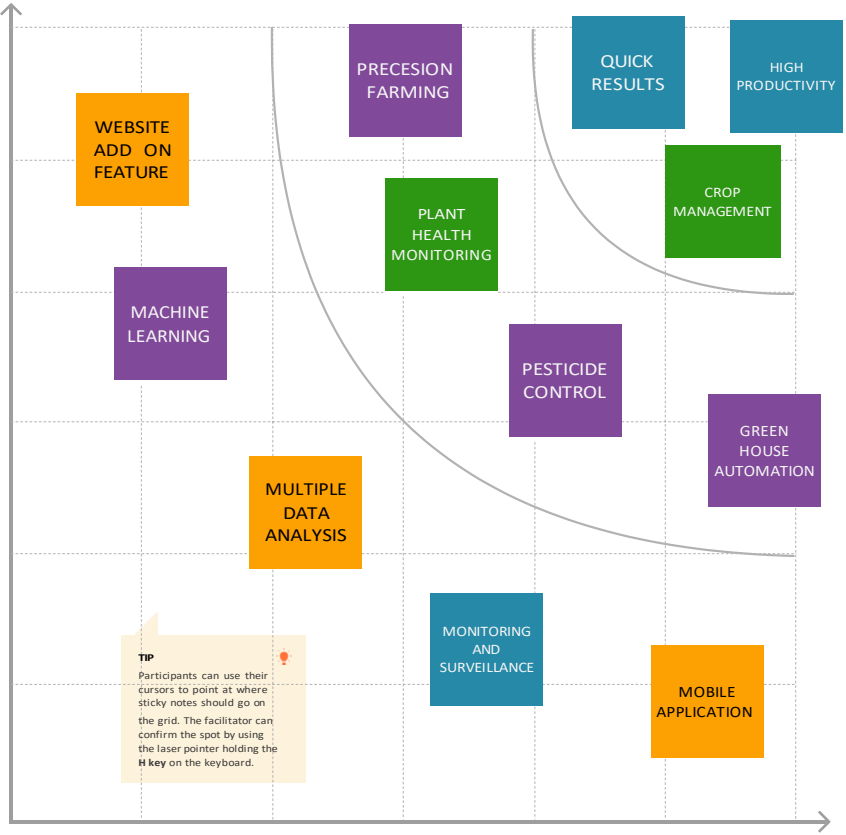 PRECESION
FARMING
QUICK
RESULTS
HIGH
PRODUCTIVITY
WEBSITE
ADD ON
FEATURE
PLANT
HEALTH
MONITORING
CROP
MANAGEMENT
MACHINE
LEARNING
PESTICIDE
CONTROL
GREEN
HOUSE
AUTOMATION
MULTIPLE
DATA
ANALYSIS
MONITORING
AND
SURVEILLANCE
MOBILE
APPLICATION
TIP
Participants can use their
cursors to point at where
sticky notes should go on
the grid. The facilitator can
confirm the spot by using
the laser pointer holding the
H key on the keyboard.